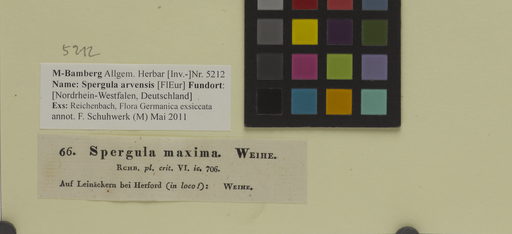 5212
M-Bamberg Allgem. Herbar [Inv.-]Nr. 5212
Name: Spergula arvensis [FlEur] Fundort:
[Nordrhein-Westfalen, Deutschland]
Exs: Reichenbach, Flora Germanica exsiccata
annot. F. Schuhwerk (M) Mai 2011
66. Spergula maxima. WEIHE.
RCHB. pl. crit. VI. ic. 706.
Auf Leinäckern bei Herford (in loco!): WEIHE.